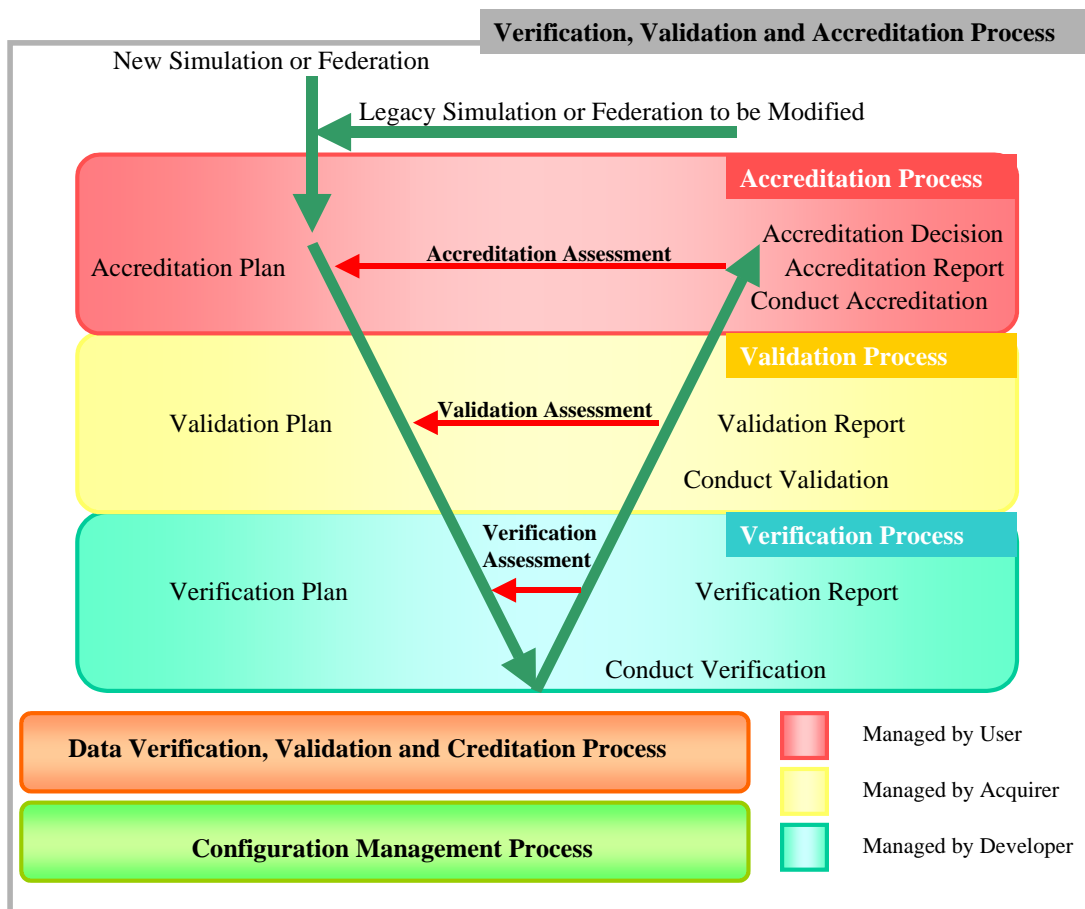 Verification, Validation and Accreditation Process
New Simulation or Federation
Legacy Simulation or Federation to be Modified
Accreditation Process
Accreditation Decision
Accreditation Assessment
Accreditation Plan
Accreditation Report
Conduct Accreditation
Validation Process
Validation Assessment
Validation Plan
Validation Report
Conduct Validation
Verification Process
Verification
Assessment
Verification Plan
Verification Report
Conduct Verification
Data Verification, Validation and Creditation Process
Configuration Management Process
Managed by User
Managed by Acquirer
Managed by Developer